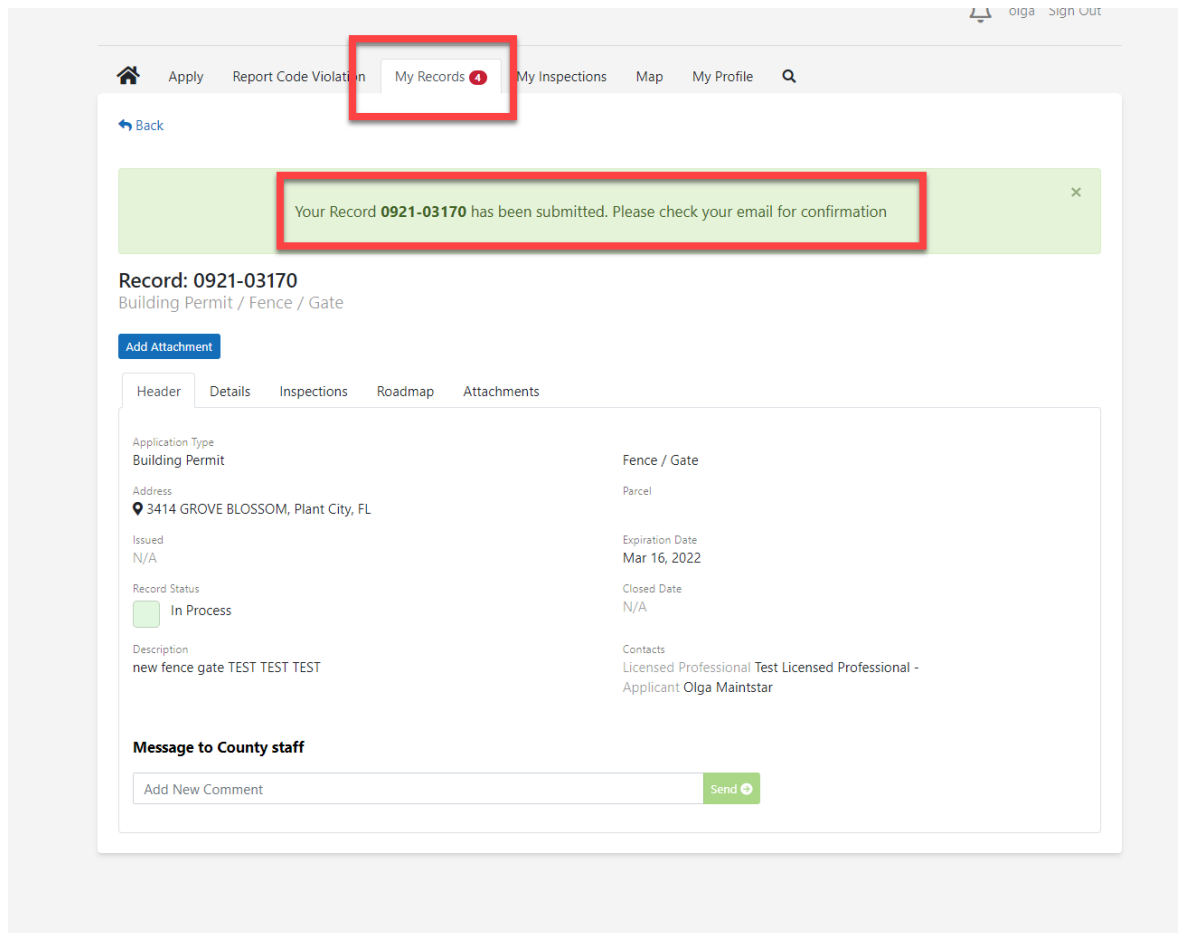 olga Sign Out
Apply Report Code Violation My Records 4 My Inspections Map My Profile
Back
Your Record 0921-03170 has been submitted. Please check your email for confirmation ×
Record: 0921-03170
Building Permit / Fence / Gate
Add Attachment
Header Details Inspections Roadmap Attachments
Application Type
Building Permit Fence / Gate
Address Parcel
3414 GROVE BLOSSOM, Plant City, FL
Issued Expiration Date
N/A Mar 16, 2022
Record Status Closed Date
In Process N/A
Description Contacts
new fence gate TEST TEST TEST Licensed Professional Test Licensed Professional -
Applicant Olga Maintstar
Message to County staff
Add New Comment Send